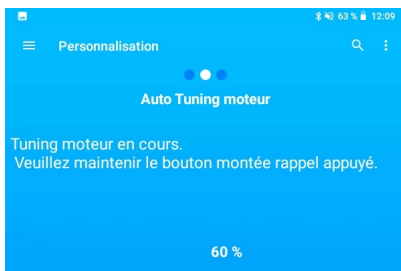 63 % 12:09
Personnalisation
Auto Tuning moteur
Tuning moteur en cours.
Veuillez maintenir le bouton montée rappel appuyé.
60 %